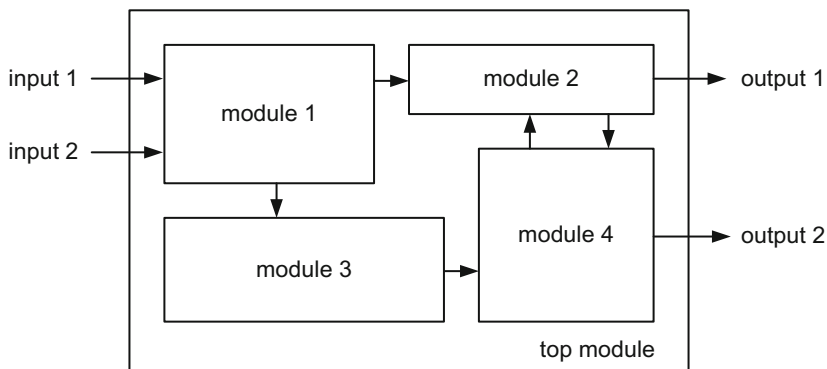 input 1
module 1
module 2
output 1
input 2
module 3
module 4
output 2
top module